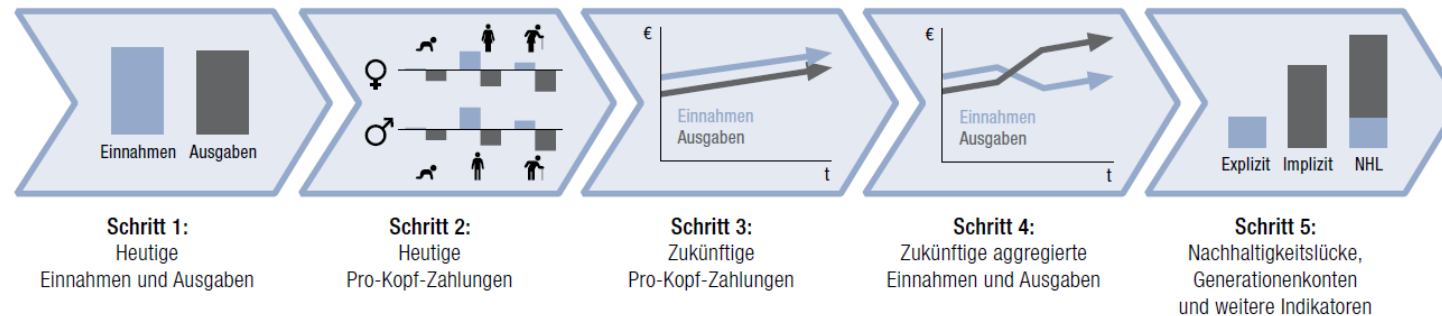 Einnahmen Ausgaben
€
Einnahmen
Ausgaben
t
€
Einnahmen
Ausgaben
t
Explizit Implizit NHL
Schritt 1:
Heutige
Einnahmen und Ausgaben
Schritt 2:
Heutige
Pro-Kopf-Zahlungen
Schritt 3:
Zukünftige
Pro-Kopf-Zahlungen
Schritt 4:
Zukünftige aggregierte
Einnahmen und Ausgaben
Schritt 5:
Nachhaltigkeitslücke,
Generationenkonten
und weitere Indikatoren